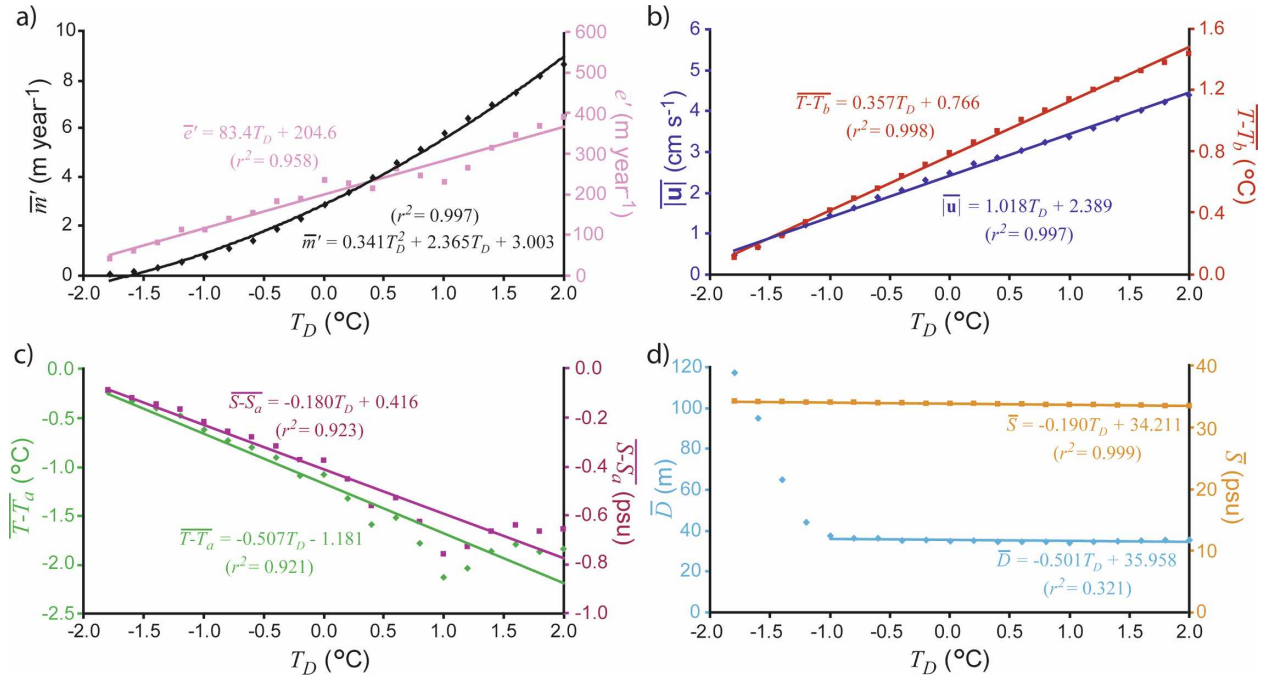 a)
10
8
6
4
2
0
m̅′ (m year⁻¹)
600
500
400
300
200
100
0
e′ (m year⁻¹)
e̅′ = 83.4T_D + 204.6
(r² = 0.958)
(r² = 0.997)
m̅′ = 0.341T_D² + 2.365T_D + 3.003
-2.0 -1.5 -1.0 -0.5 0.0 0.5 1.0 1.5 2.0
T_D (°C)
b)
6
5
4
3
2
1
0
|u̅| (cm s⁻¹)
1.6
1.2
0.8
0.4
0.0
T-T_b (°C)
T-T_b = 0.357T_D + 0.766
(r² = 0.998)
|u̅| = 1.018T_D + 2.389
(r² = 0.997)
-2.0 -1.5 -1.0 -0.5 0.0 0.5 1.0 1.5 2.0
T_D (°C)
c)
0.0
-0.5
-1.0
-1.5
-2.0
-2.5
T-T_a (°C)
0.0
-0.2
-0.4
-0.6
-0.8
-1.0
S-S_a (psu)
S-S_a = -0.180T_D + 0.416
(r² = 0.923)
T-T_a = -0.507T_D - 1.181
(r² = 0.921)
-2.0 -1.5 -1.0 -0.5 0.0 0.5 1.0 1.5 2.0
T_D (°C)
d)
120
100
80
60
40
20
0
D̅ (m)
40
30
20
10
0
S̅ (psu)
S̅ = -0.190T_D + 34.211
(r² = 0.999)
D̅ = -0.501T_D + 35.958
(r² = 0.321)
-2.0 -1.5 -1.0 -0.5 0.0 0.5 1.0 1.5 2.0
T_D (°C)